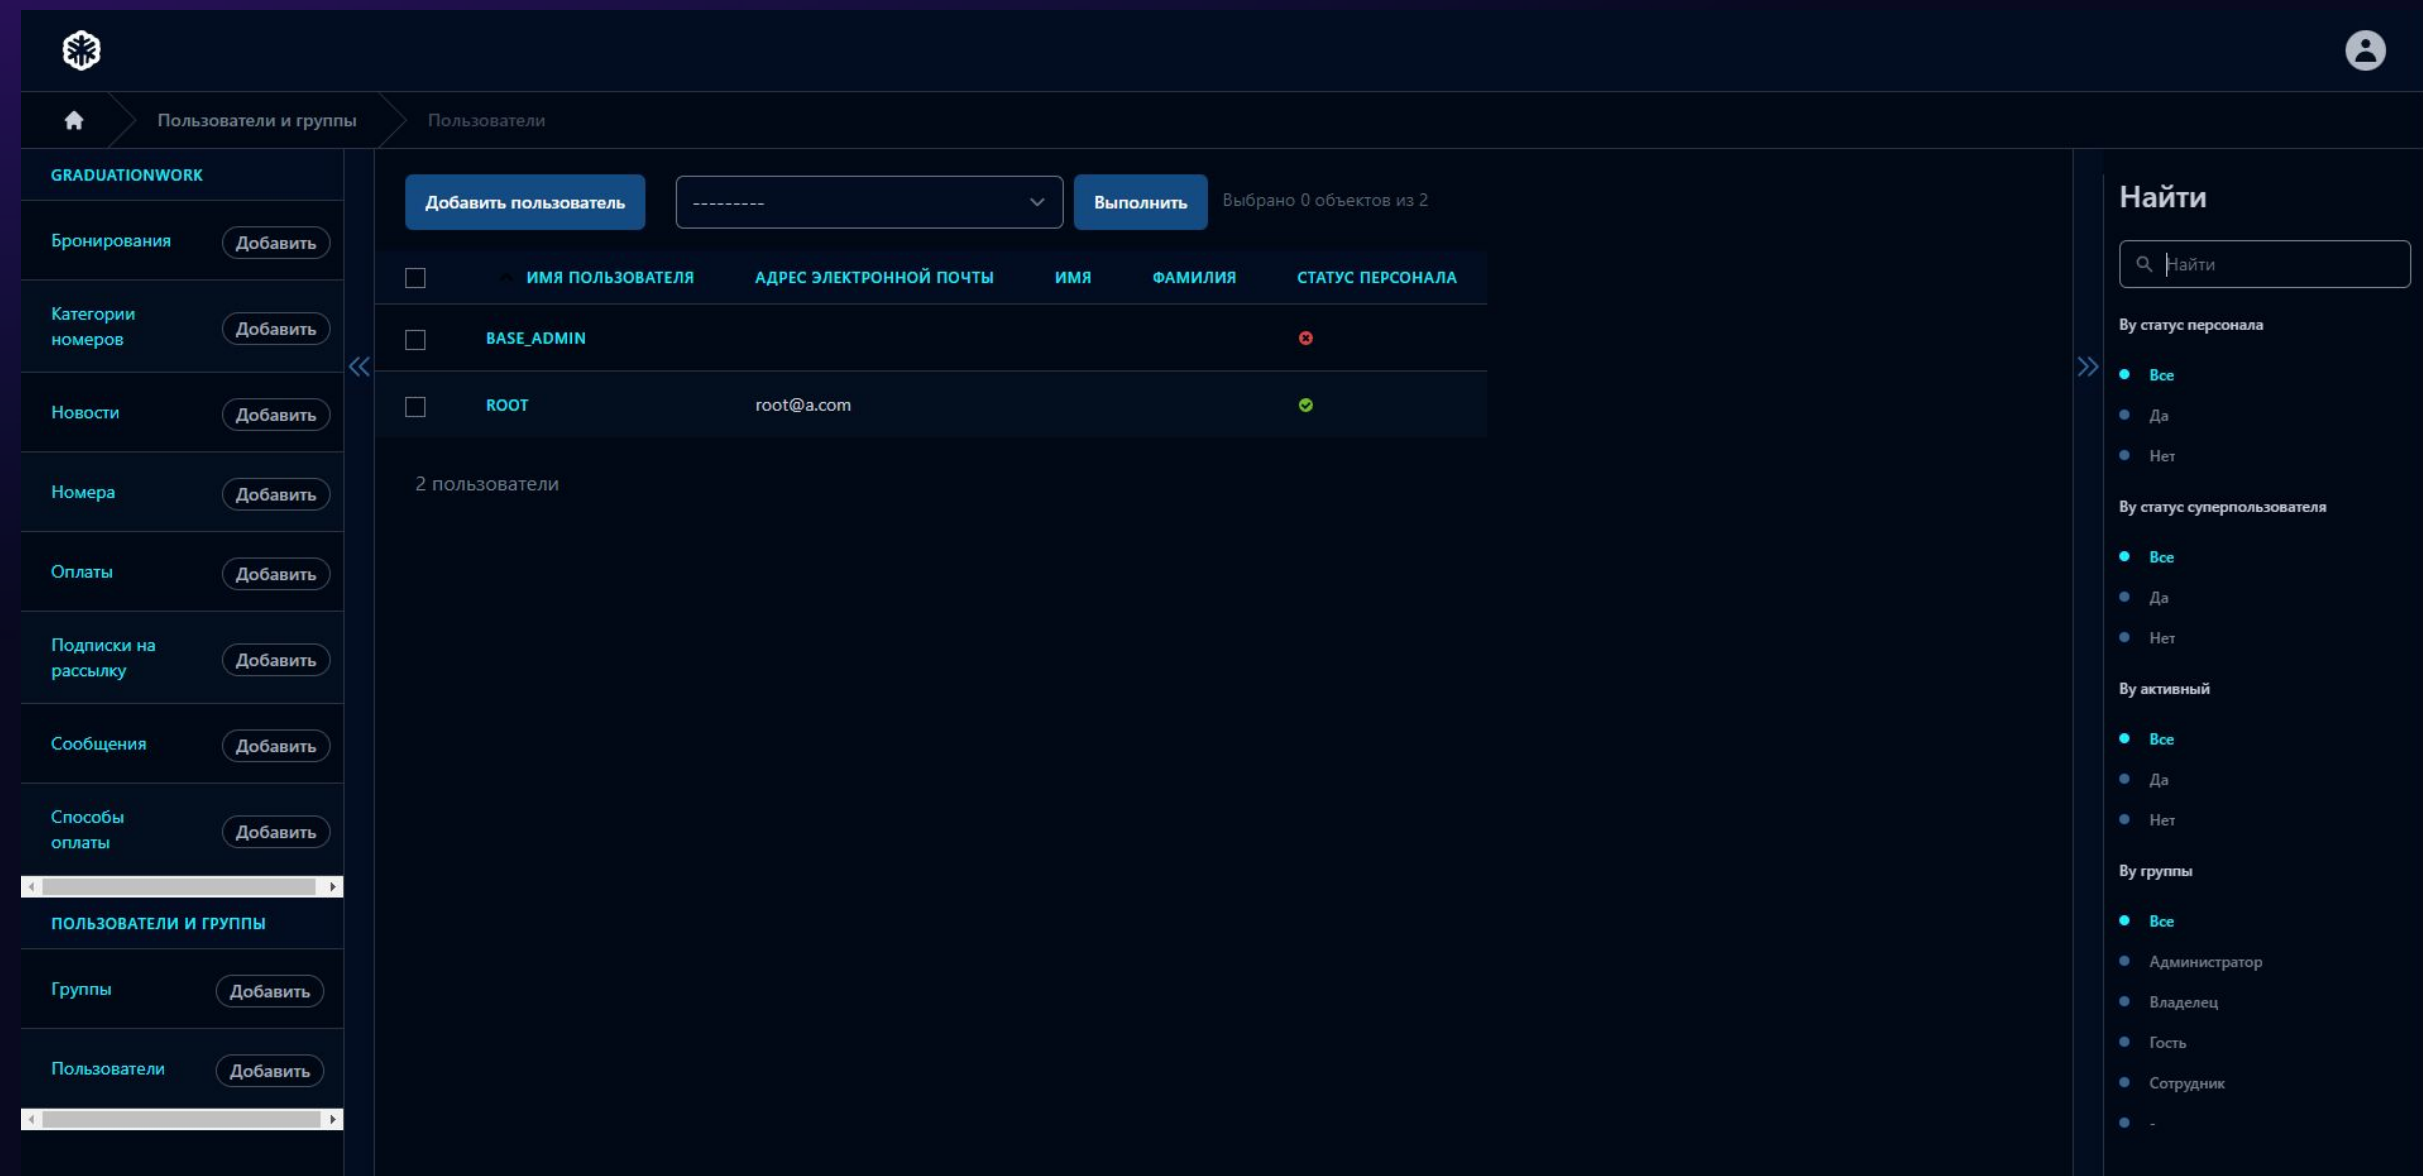 Пользователи и группы
Пользователи
GRADUATIONWORK
Бронирования
Добавить
Категории
номеров
Добавить
Новости
Добавить
Номера
Добавить
Оплаты
Добавить
Подписки на
рассылку
Добавить
Сообщения
Добавить
Способы
оплаты
Добавить
ПОЛЬЗОВАТЕЛИ И ГРУППЫ
Группы
Добавить
Пользователи
Добавить
Добавить пользователь
---------
Выполнить
Выбрано 0 объектов из 2
ИМЯ ПОЛЬЗОВАТЕЛЯ АДРЕС ЭЛЕКТРОННОЙ ПОЧТЫ ИМЯ ФАМИЛИЯ СТАТУС ПЕРСОНАЛА
BASE_ADMIN
ROOT root@a.com
2 пользователи
Найти
Найти
By статус персонала
Все
Да
Нет
By статус суперпользователя
Все
Да
Нет
By активный
Все
Да
Нет
By группы
Все
Администратор
Владелец
Гость
Сотрудник
-